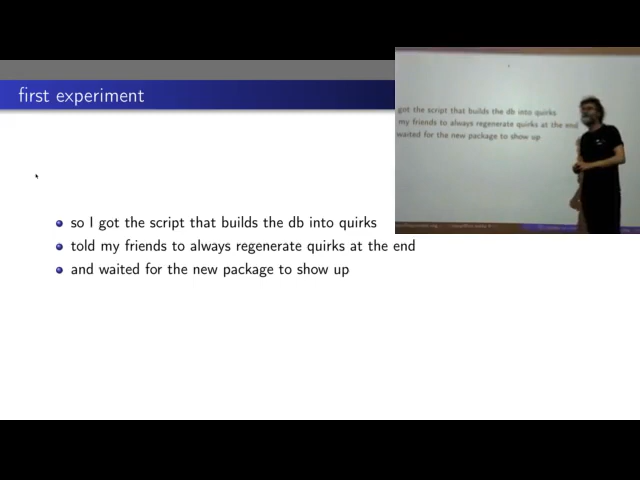 first experiment
so I got the script that builds the db into quirks
told my friends to always regenerate quirks at the end
and waited for the new package to show up
got the script that builds the db into quirks
my friends to always regenerate quirks at the end
waited for the new package to show up